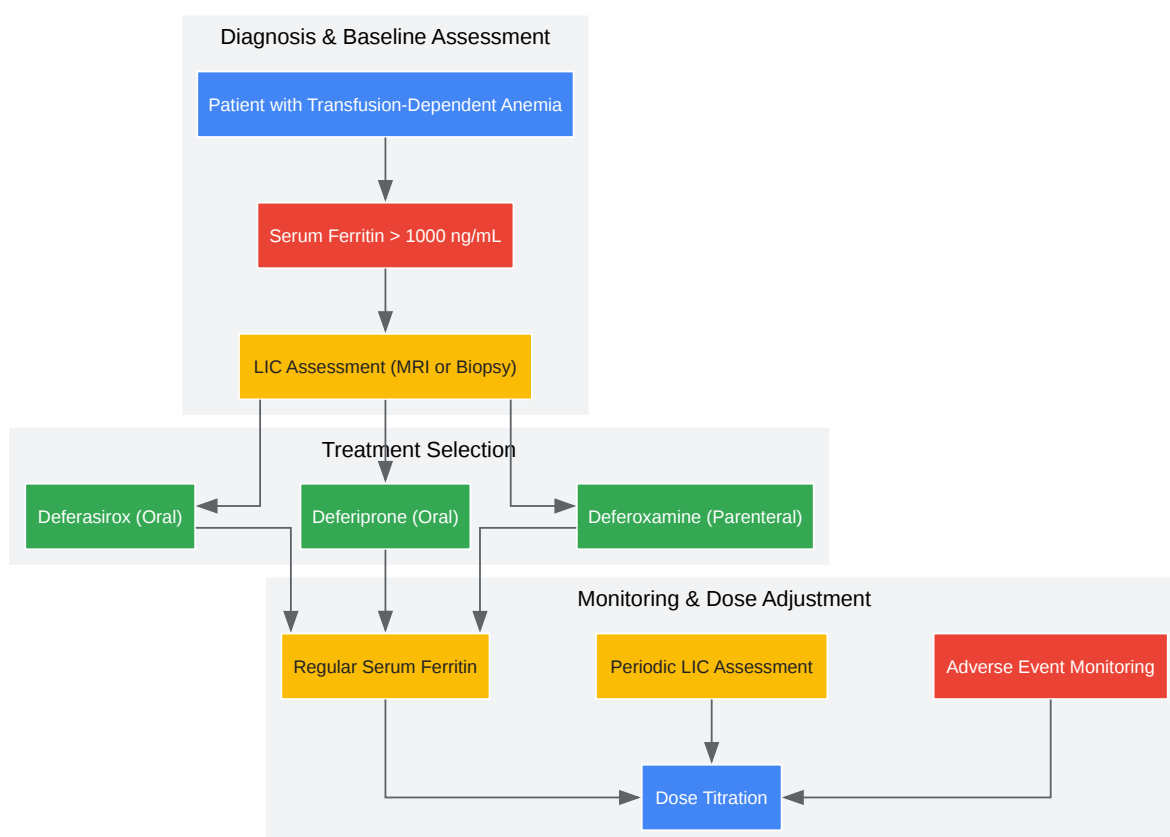 Diagnosis & Baseline Assessment
Patient with Transfusion-Dependent Anemia
Serum Ferritin > 1000 ng/mL
LIC Assessment (MRI or Biopsy)
Treatment Selection
Deferasirox (Oral)
Deferiprone (Oral)
Deferoxamine (Parenteral)
Monitoring & Dose Adjustment
Regular Serum Ferritin
Periodic LIC Assessment
Adverse Event Monitoring
Dose Titration